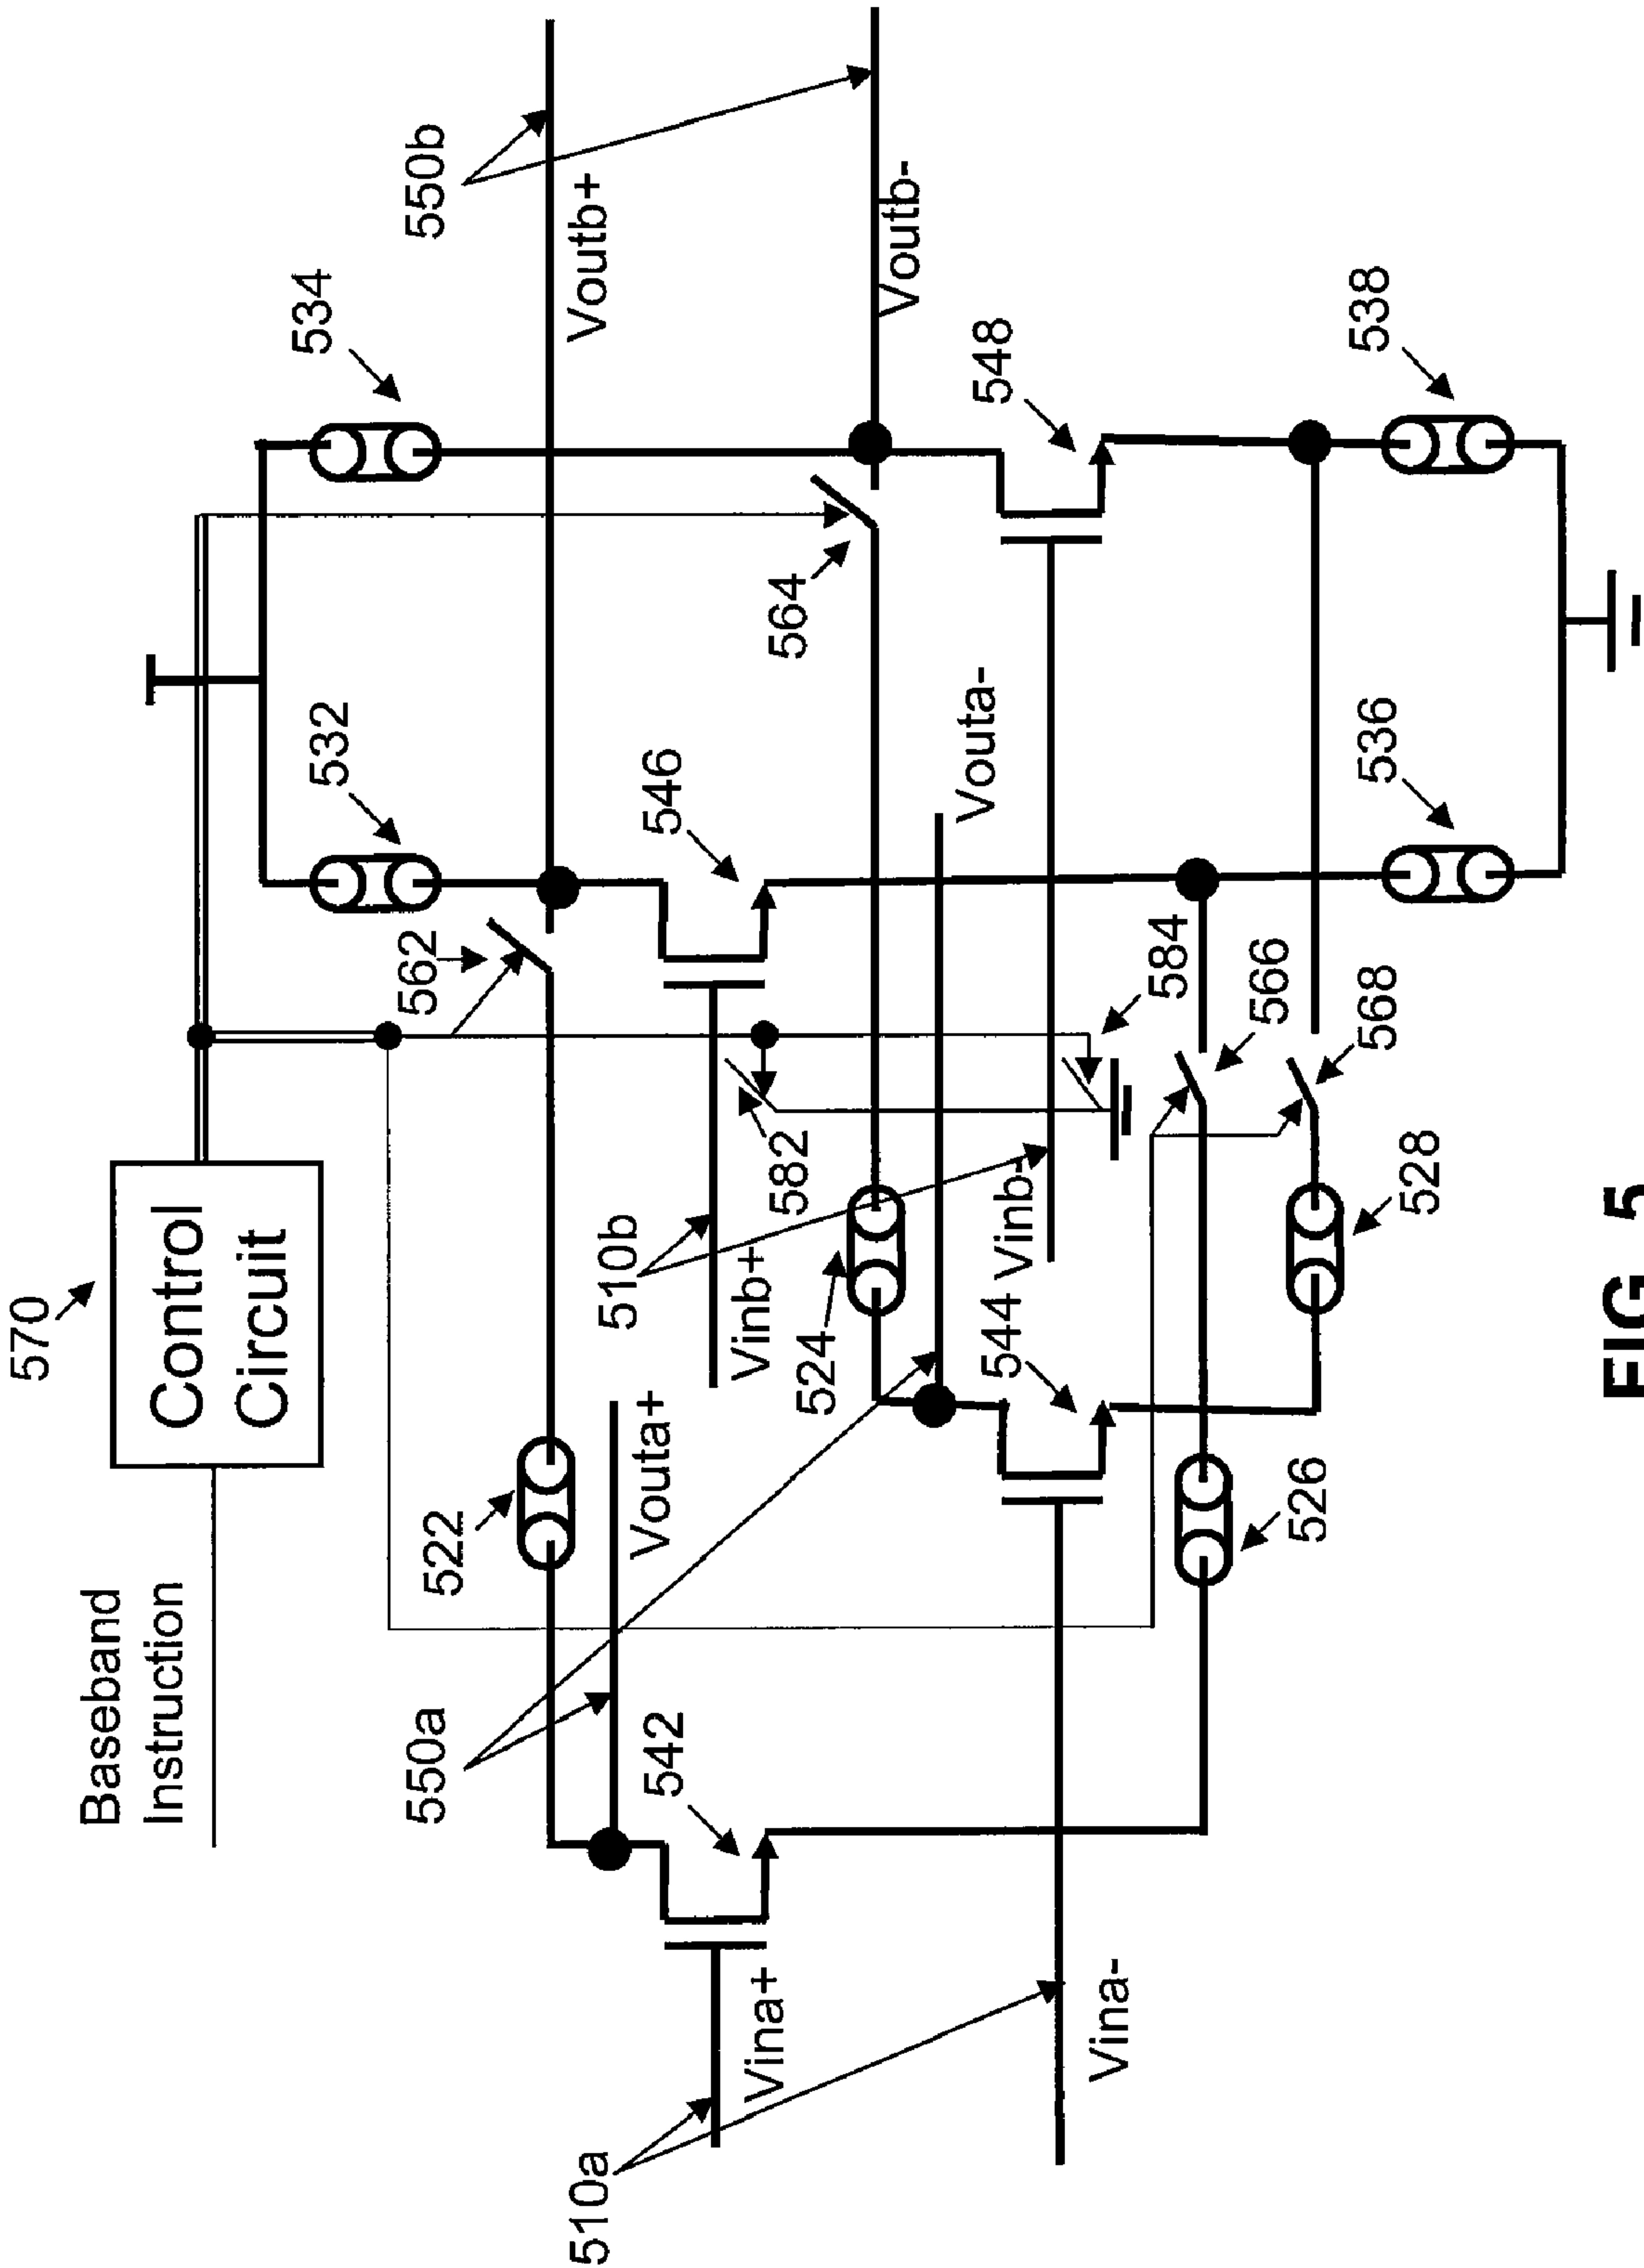 570
Control
Circuit
Baseband
Instruction
534
532
550b
562
522
550a
Voutb+
546
542
510b
510a
Vouta+
Vinb+
Vina+
564
582
524
Voutb-
Vouta-
548
544
Vinb-
Vina-
584
566
526
538
536
568
528
FIG. 5